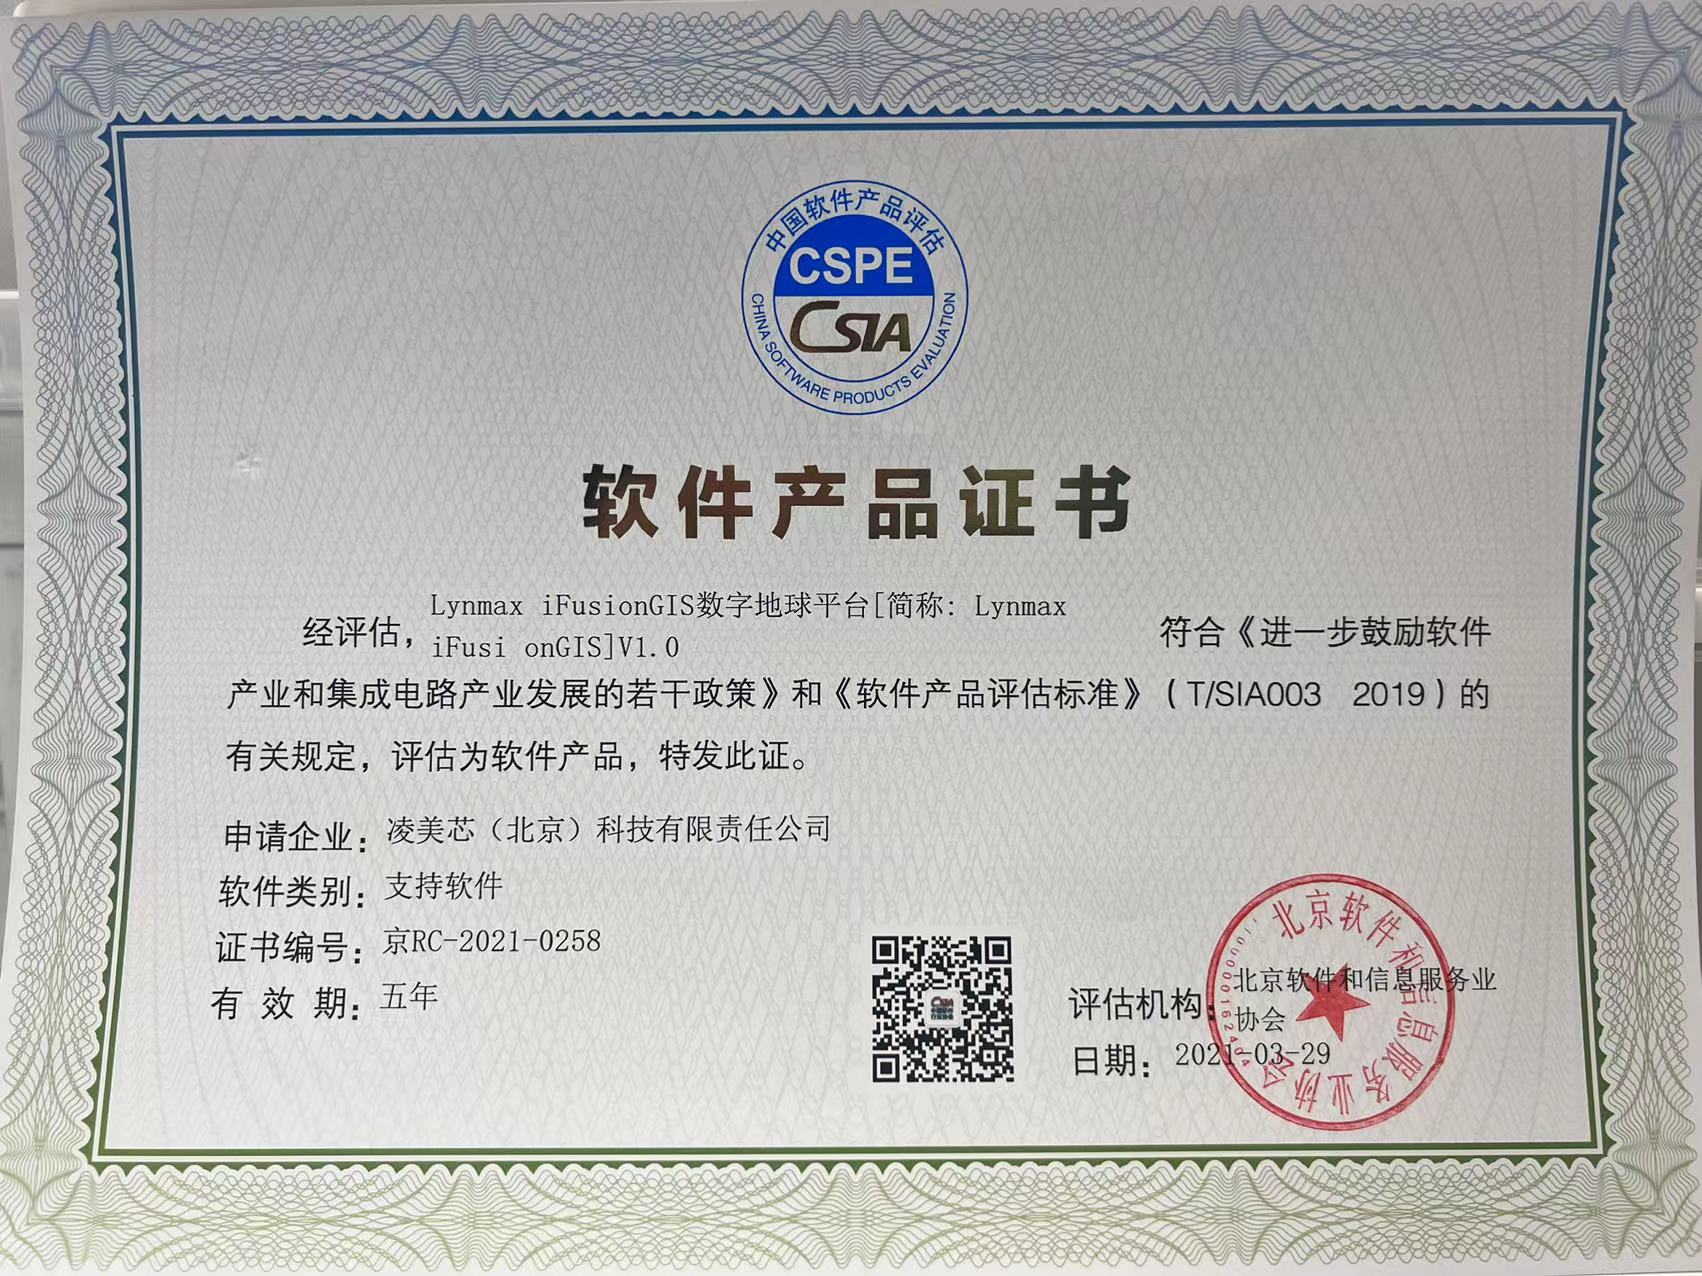 中国软件产品评估
CSPE
CSIA
CHINA SOFTWARE PRODUCTS EVALUATION
软件产品证书
Lynmax iFusionGIS数字地球平台[简称: Lynmax
经评估，iFusi onGIS]V1.0 符合《进一步鼓励软件
产业和集成电路产业发展的若干政策》和《软件产品评估标准》（T/SIA003 2019）的
有关规定，评估为软件产品，特发此证。
申请企业：凌美芯（北京）科技有限责任公司
软件类别：支持软件
证书编号：京RC-2021-0258
有 效 期：五年
评估机构：北京软件和信息服务业
协会
日期：2021-03-29
北京软件和信息服务业协会